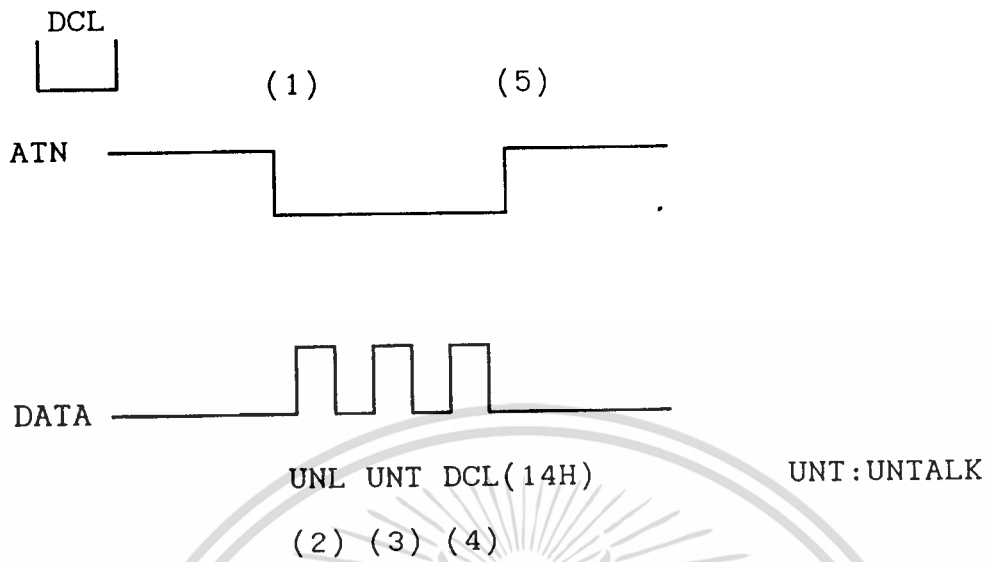 DCL
(1) (5)
ATN
DATA
UNL UNT DCL(14H) UNT:UNTALK
(2) (3) (4)